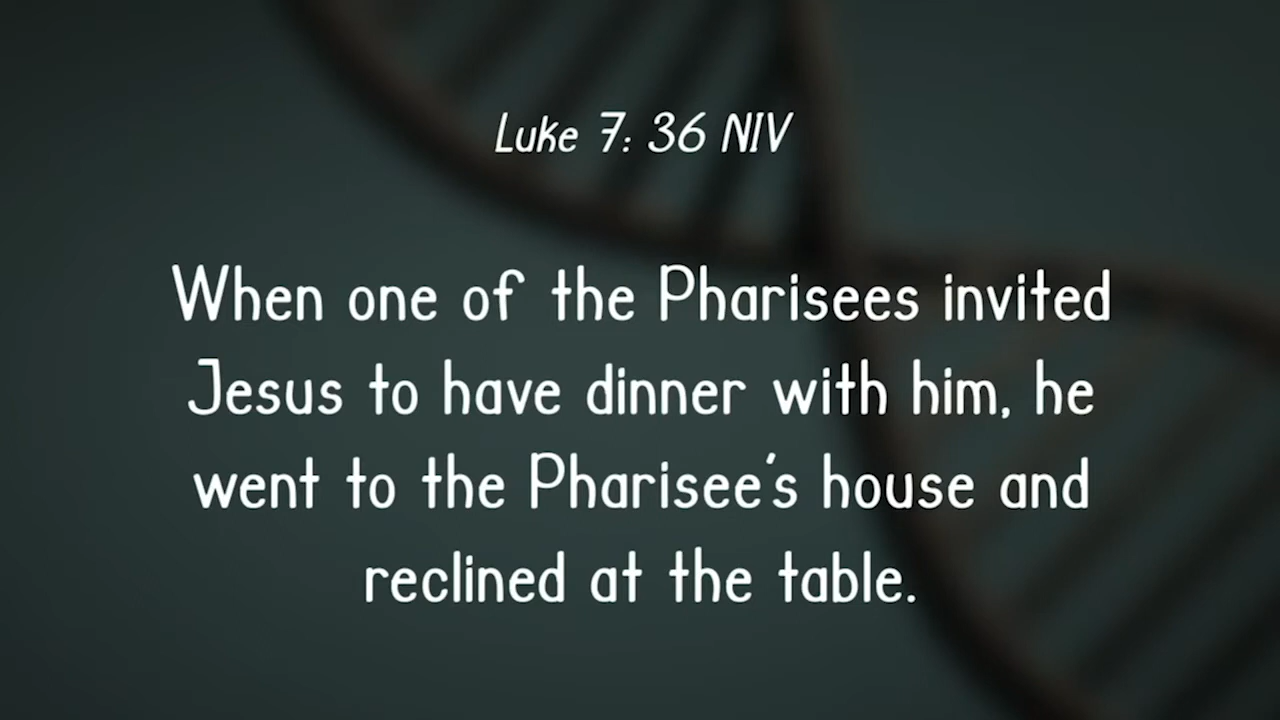 Luke 7: 36 NIV
When one of the Pharisees invited
Jesus to have dinner with him, he
went to the Pharisee's house and
reclined at the table.